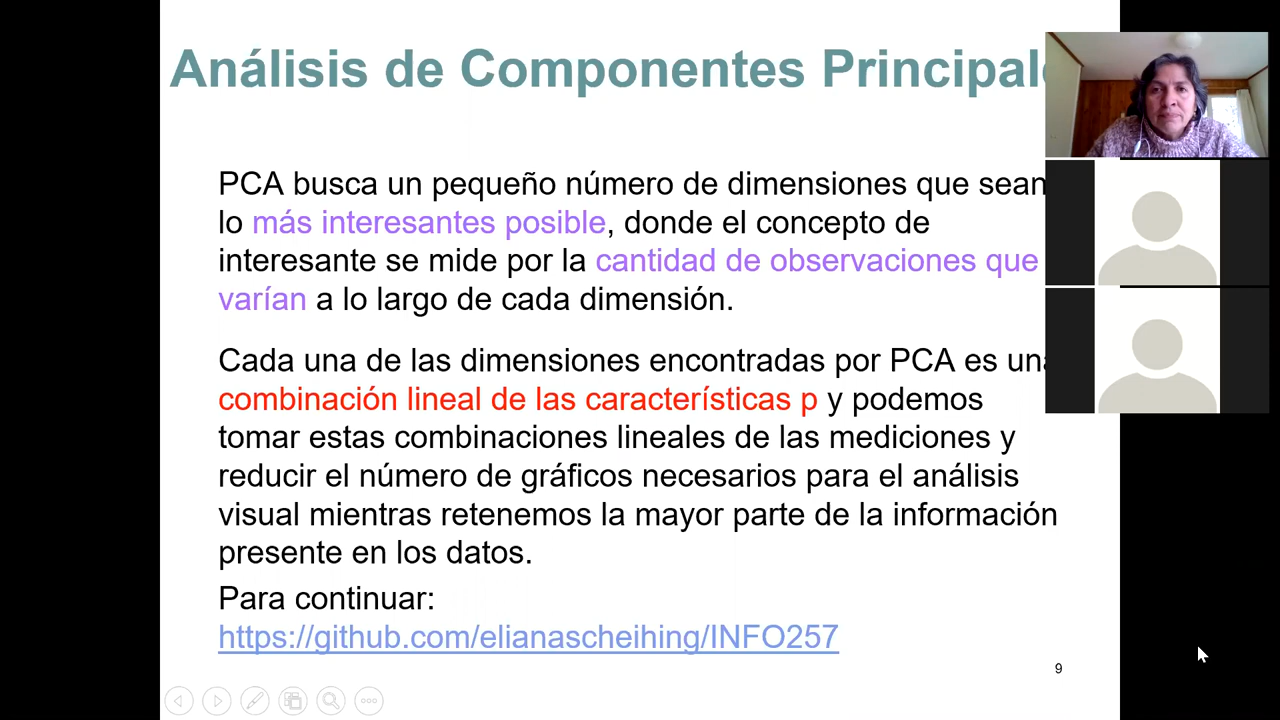 Análisis de Componentes Principal
PCA busca un pequeño número de dimensiones que sean
lo más interesantes posible, donde el concepto de
interesante se mide por la cantidad de observaciones que
varían a lo largo de cada dimensión.
Cada una de las dimensiones encontradas por PCA es una
combinación lineal de las características p y podemos
tomar estas combinaciones lineales de las mediciones y
reducir el número de gráficos necesarios para el análisis
visual mientras retenemos la mayor parte de la información
presente en los datos.
Para continuar:
https://github.com/elianascheihing/INFO257
9